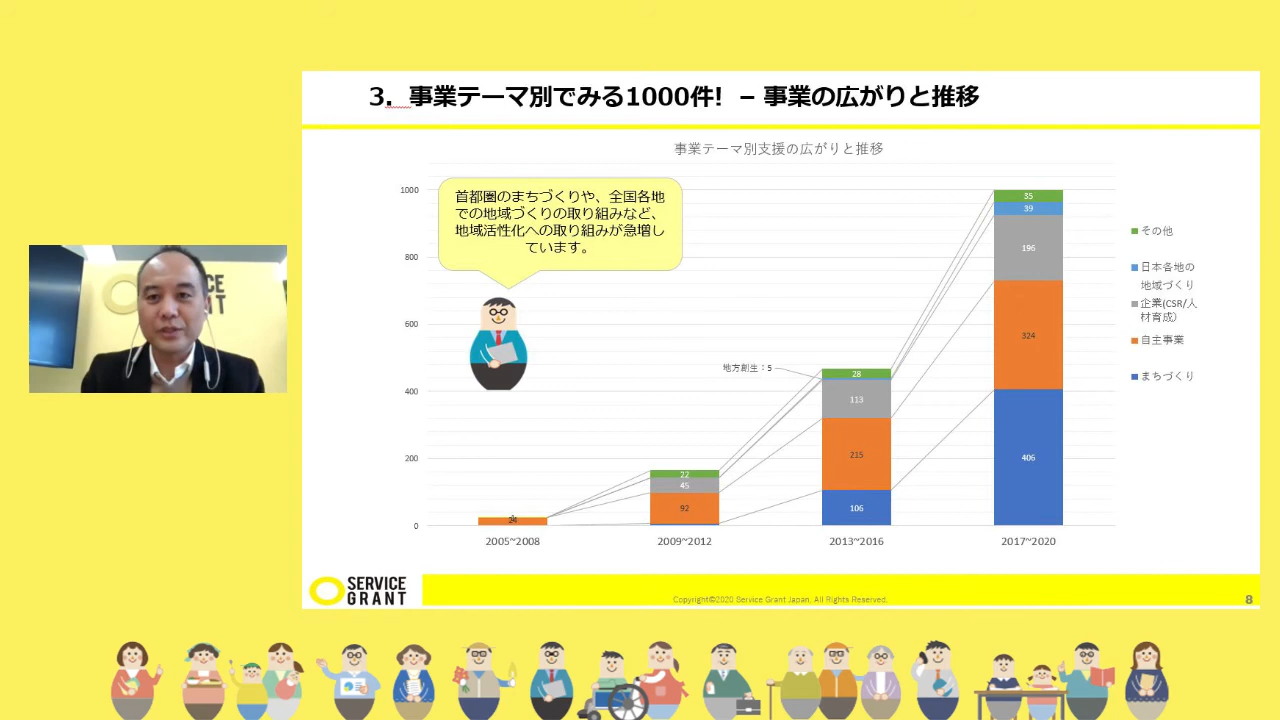 3．事業テーマ別でみる1000件! – 事業の広がりと推移
事業テーマ別支援の広がりと推移
首都圏のまちづくりや、全国各地
での地域づくりの取り組みなど、
地域活性化への取り組みが急増し
ています。
1000
800
600
400
200
0
24
22
45
92
地方創生：5
28
113
215
106
35
39
196
324
406
2005~2008
2009~2012
2013~2016
2017~2020
その他
日本各地の
地域づくり
企業(CSR/人
材育成)
自主事業
まちづくり
SERVICE
GRANT
Copyright©2020 Service Grant Japan. All Rights Reserved.
8